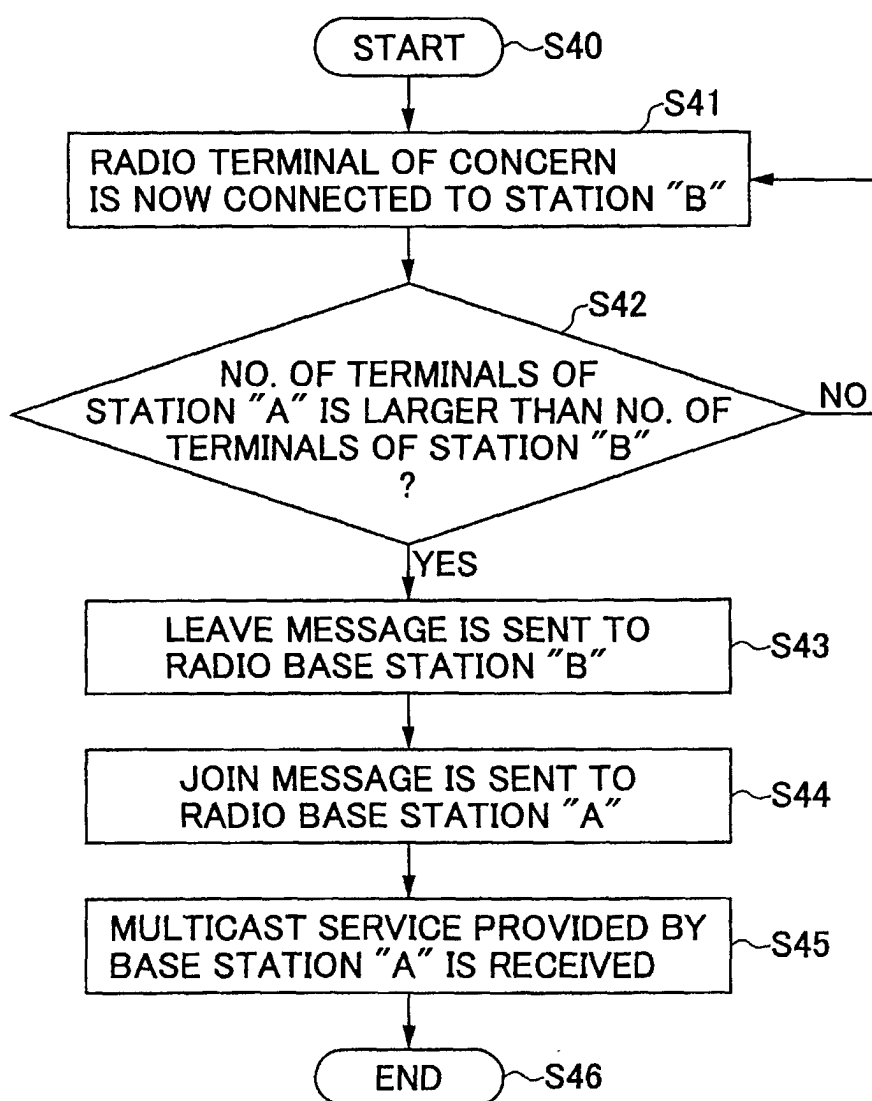 START
S40
S41
RADIO TERMINAL OF CONCERN
IS NOW CONNECTED TO STATION "B"
S42
NO. OF TERMINALS OF
STATION "A" IS LARGER THAN NO. OF
TERMINALS OF STATION "B"
?
NO
YES
LEAVE MESSAGE IS SENT TO
RADIO BASE STATION "B"
S43
JOIN MESSAGE IS SENT TO
RADIO BASE STATION "A"
S44
MULTICAST SERVICE PROVIDED BY
BASE STATION "A" IS RECEIVED
S45
END
S46